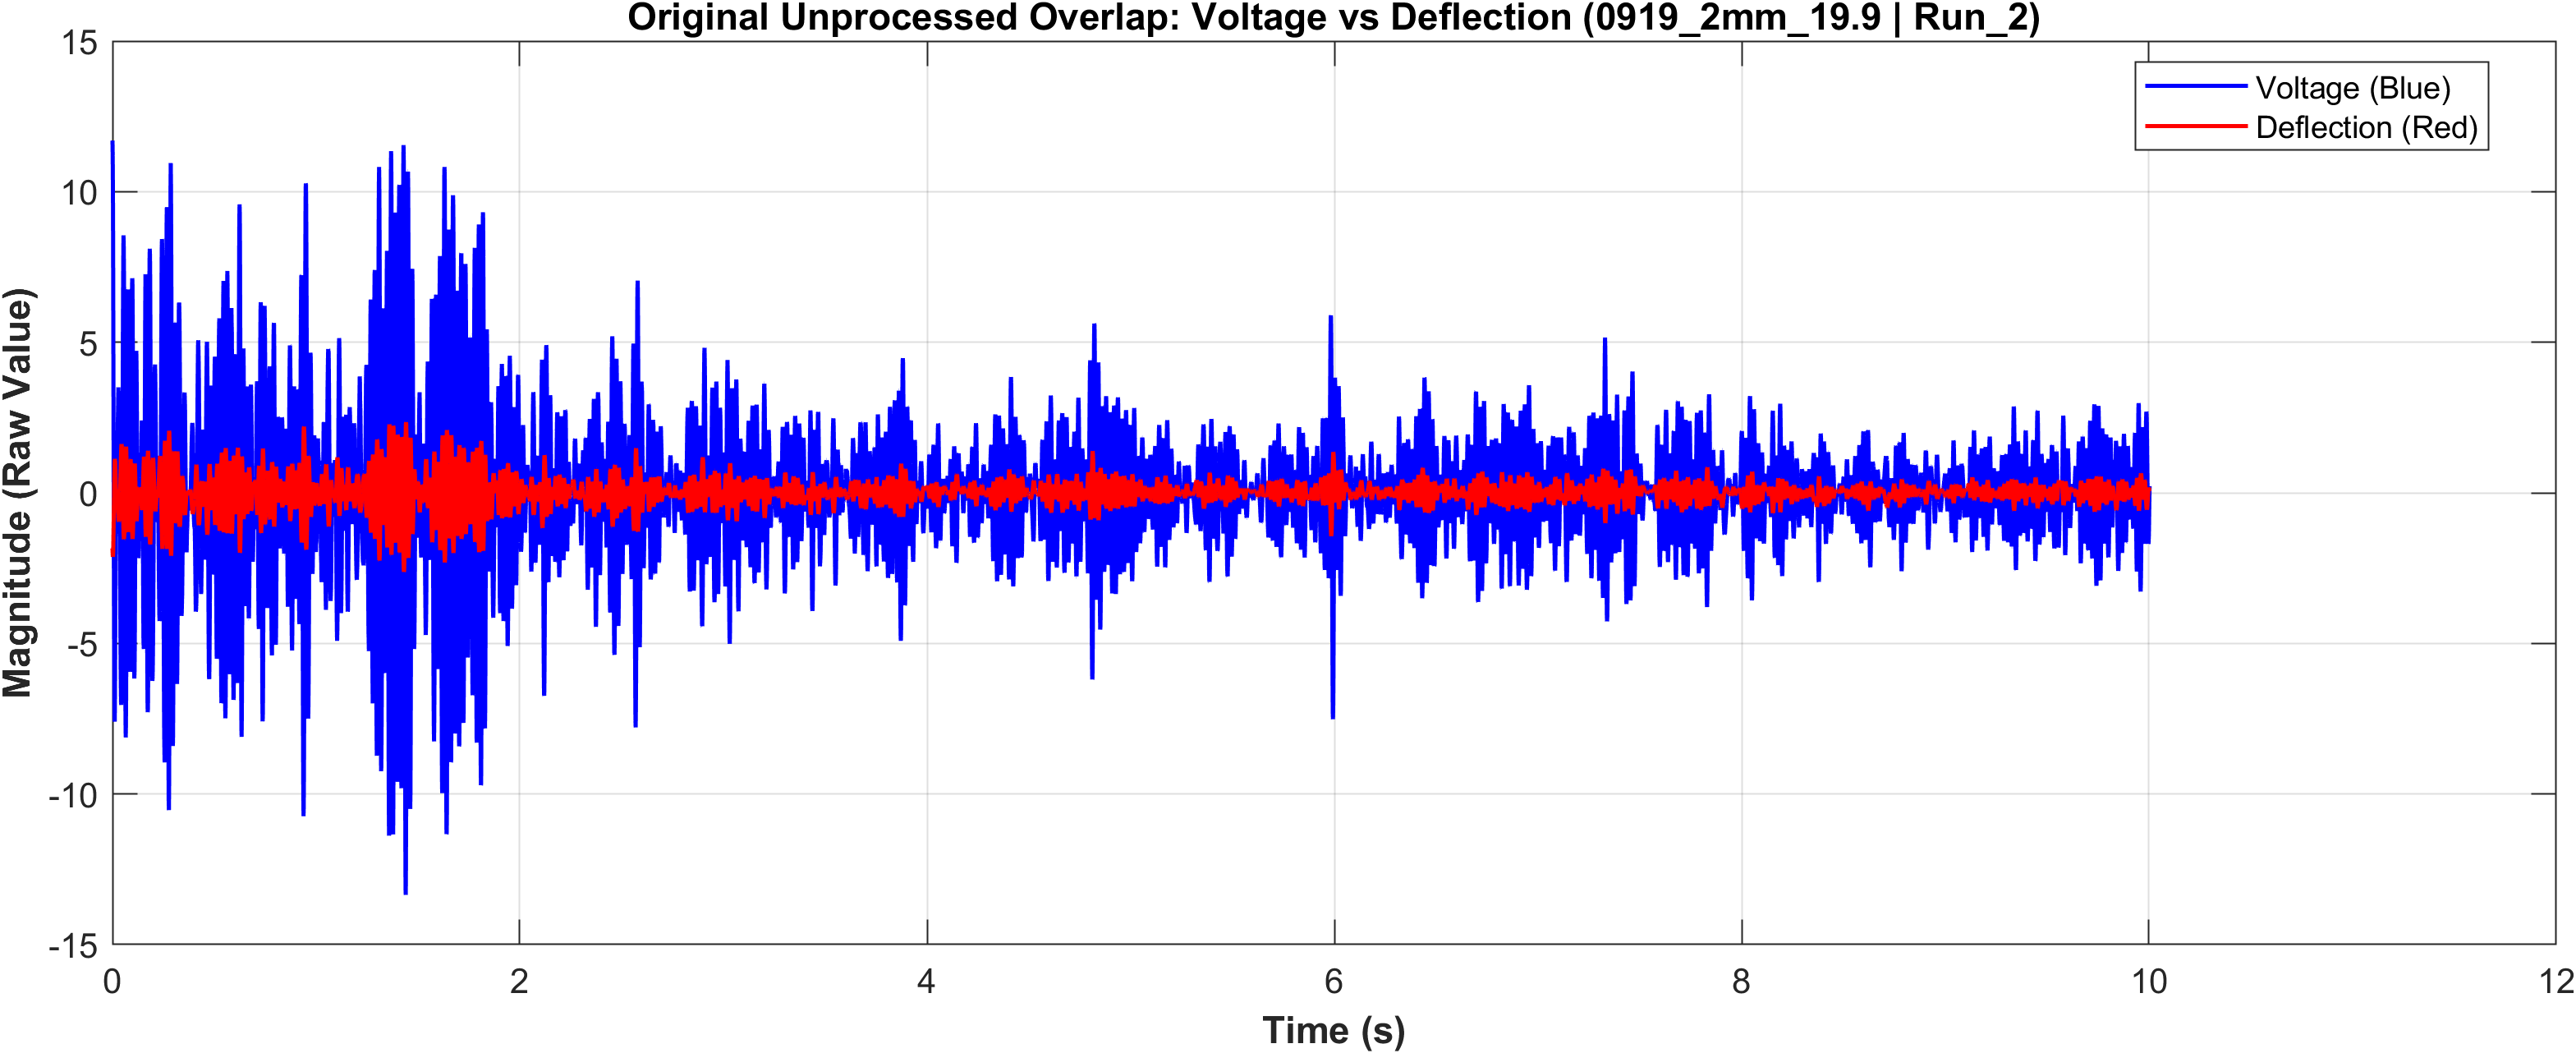 Original Unprocessed Overlap: Voltage vs Deflection (0919_2mm_19.9 | Run_2)
Voltage (Blue)
Deflection (Red)
Magnitude (Raw Value)
15
10
5
0
-5
-10
-15
0
2
4
6
8
10
12
Time (s)